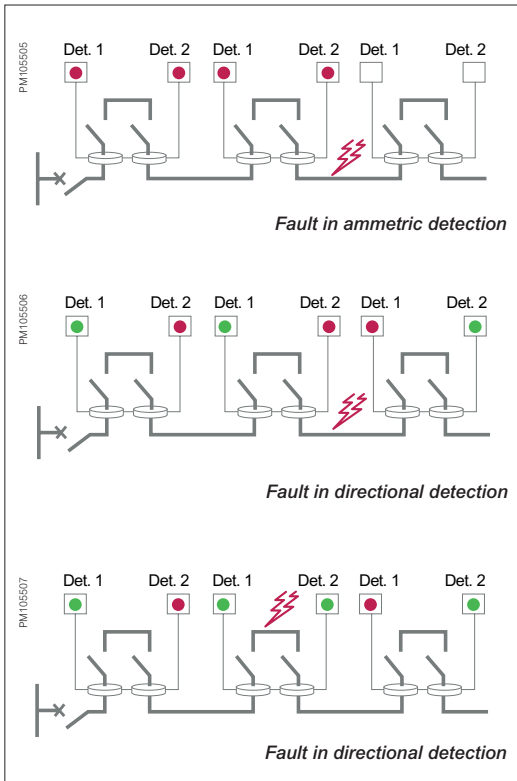 PM105505
Det. 1 Det. 2 Det. 1 Det. 2 Det. 1 Det. 2
Fault in ammetric detection
PM105506
Det. 1 Det. 2 Det. 1 Det. 2 Det. 1 Det. 2
Fault in directional detection
PM105507
Det. 1 Det. 2 Det. 1 Det. 2 Det. 1 Det. 2
Fault in directional detection